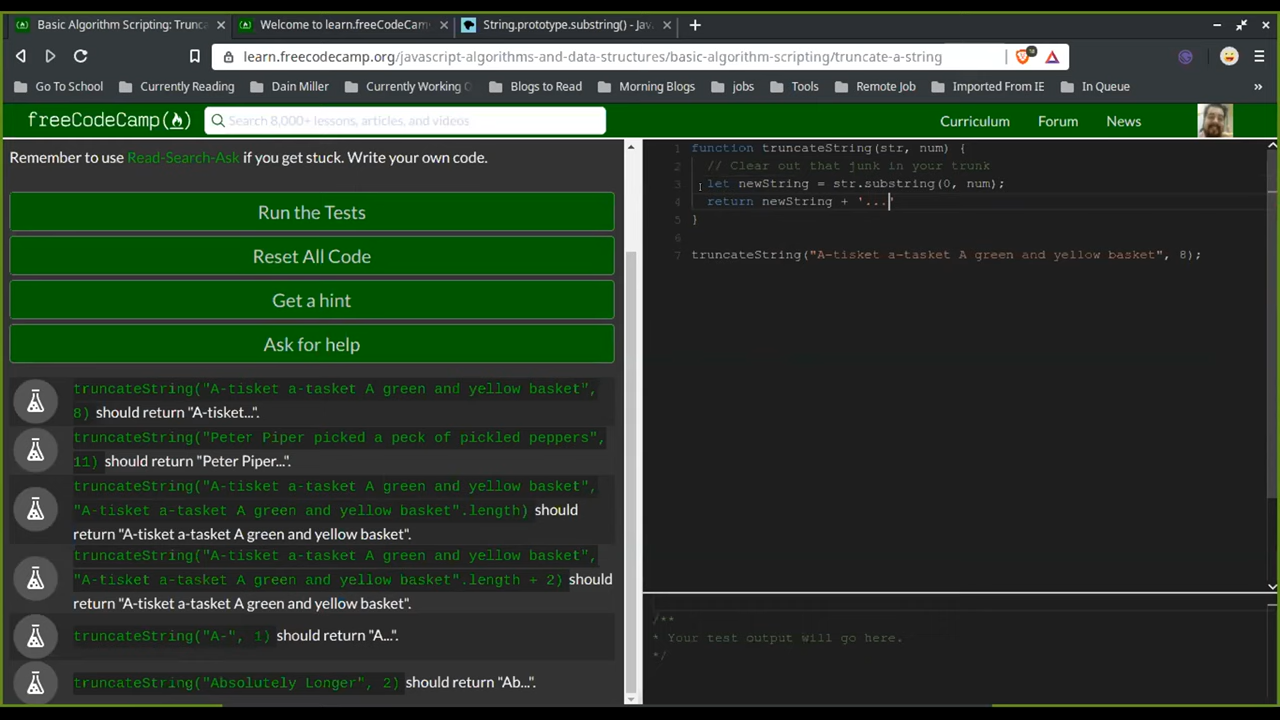 Basic Algorithm Scripting: Trunca
Welcome to learn.freeCodeCam
String.prototype.substring() - Jav
learn.freecodecamp.org/javascript-algorithms-and-data-structures/basic-algorithm-scripting/truncate-a-string
Go To School
Currently Reading
Dain Miller
Currently Working O
Blogs to Read
Morning Blogs
jobs
Tools
Remote Job
Imported From IE
In Queue
»
freeCodeCamp
Search 8,000+ lessons, articles, and videos
Curriculum
Forum
News
Remember to use Read-Search-Ask if you get stuck. Write your own code.
Run the Tests
Reset All Code
Get a hint
Ask for help
truncateString("A-tisket a-tasket A green and yellow basket",
8) should return "A-tisket...".
truncateString("Peter Piper picked a peck of pickled peppers",
11) should return "Peter Piper...".
truncateString("A-tisket a-tasket A green and yellow basket",
"A-tisket a-tasket A green and yellow basket".length) should
return "A-tisket a-tasket A green and yellow basket".
truncateString("A-tisket a-tasket A green and yellow basket",
"A-tisket a-tasket A green and yellow basket".length + 2) should
return "A-tisket a-tasket A green and yellow basket".
truncateString("A-", 1) should return "A...".
truncateString("Absolutely Longer", 2) should return "Ab...".
1 function truncateString(str, num) {
2 // Clear out that junk in your trunk
3 let newString = str.substring(0, num);
4 return newString + '...'
5 }
6
7 truncateString("A-tisket a-tasket A green and yellow basket", 8);
/**
* Your test output will go here.
*/